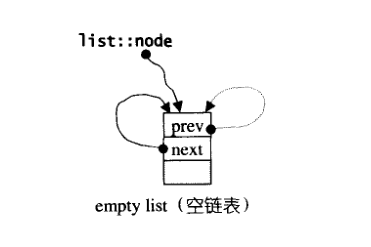 list::node
prev
next
empty list（空链表）